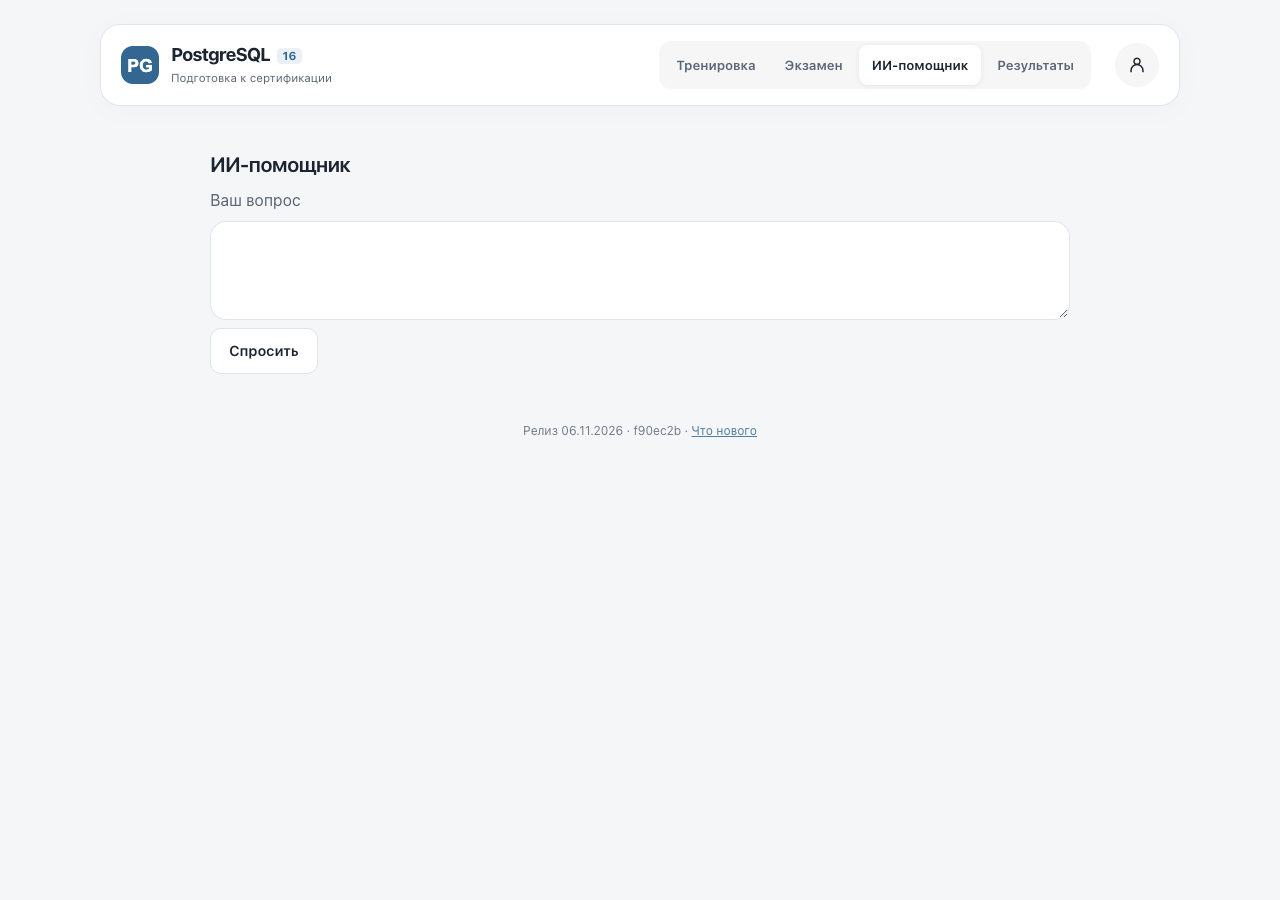 PG
PostgreSQL 16
Подготовка к сертификации
Тренировка Экзамен ИИ-помощник Результаты
ИИ-помощник
Ваш вопрос
Спросить
Релиз 06.11.2026 · f90ec2b · Что нового